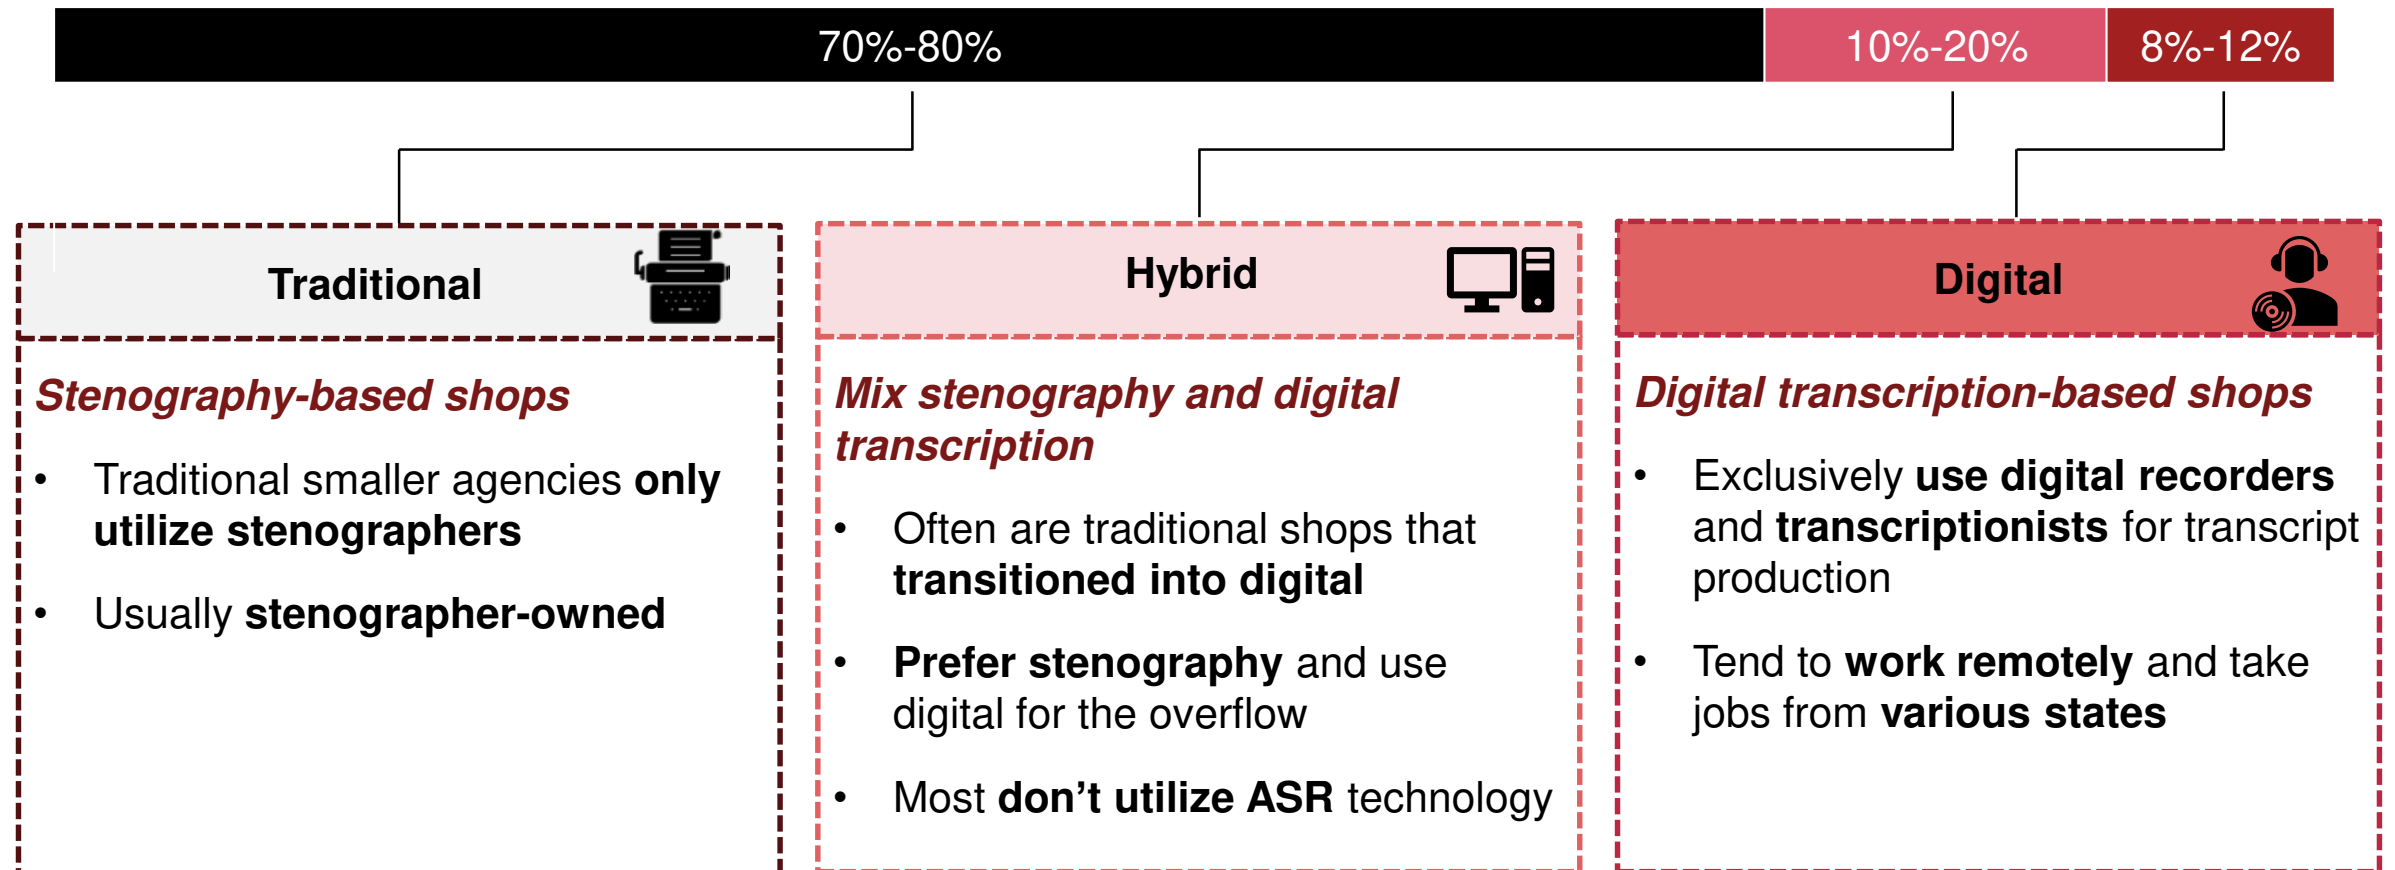 70%-80%
10%-20%
8%-12%
Traditional
Stenography-based shops
• Traditional smaller agencies only
utilize stenographers
• Usually stenographer-owned
Hybrid
Mix stenography and digital
transcription
• Often are traditional shops that
transitioned into digital
• Prefer stenography and use
digital for the overflow
• Most don’t utilize ASR technology
Digital
Digital transcription-based shops
• Exclusively use digital recorders
and transcriptionists for transcript
production
• Tend to work remotely and take
jobs from various states